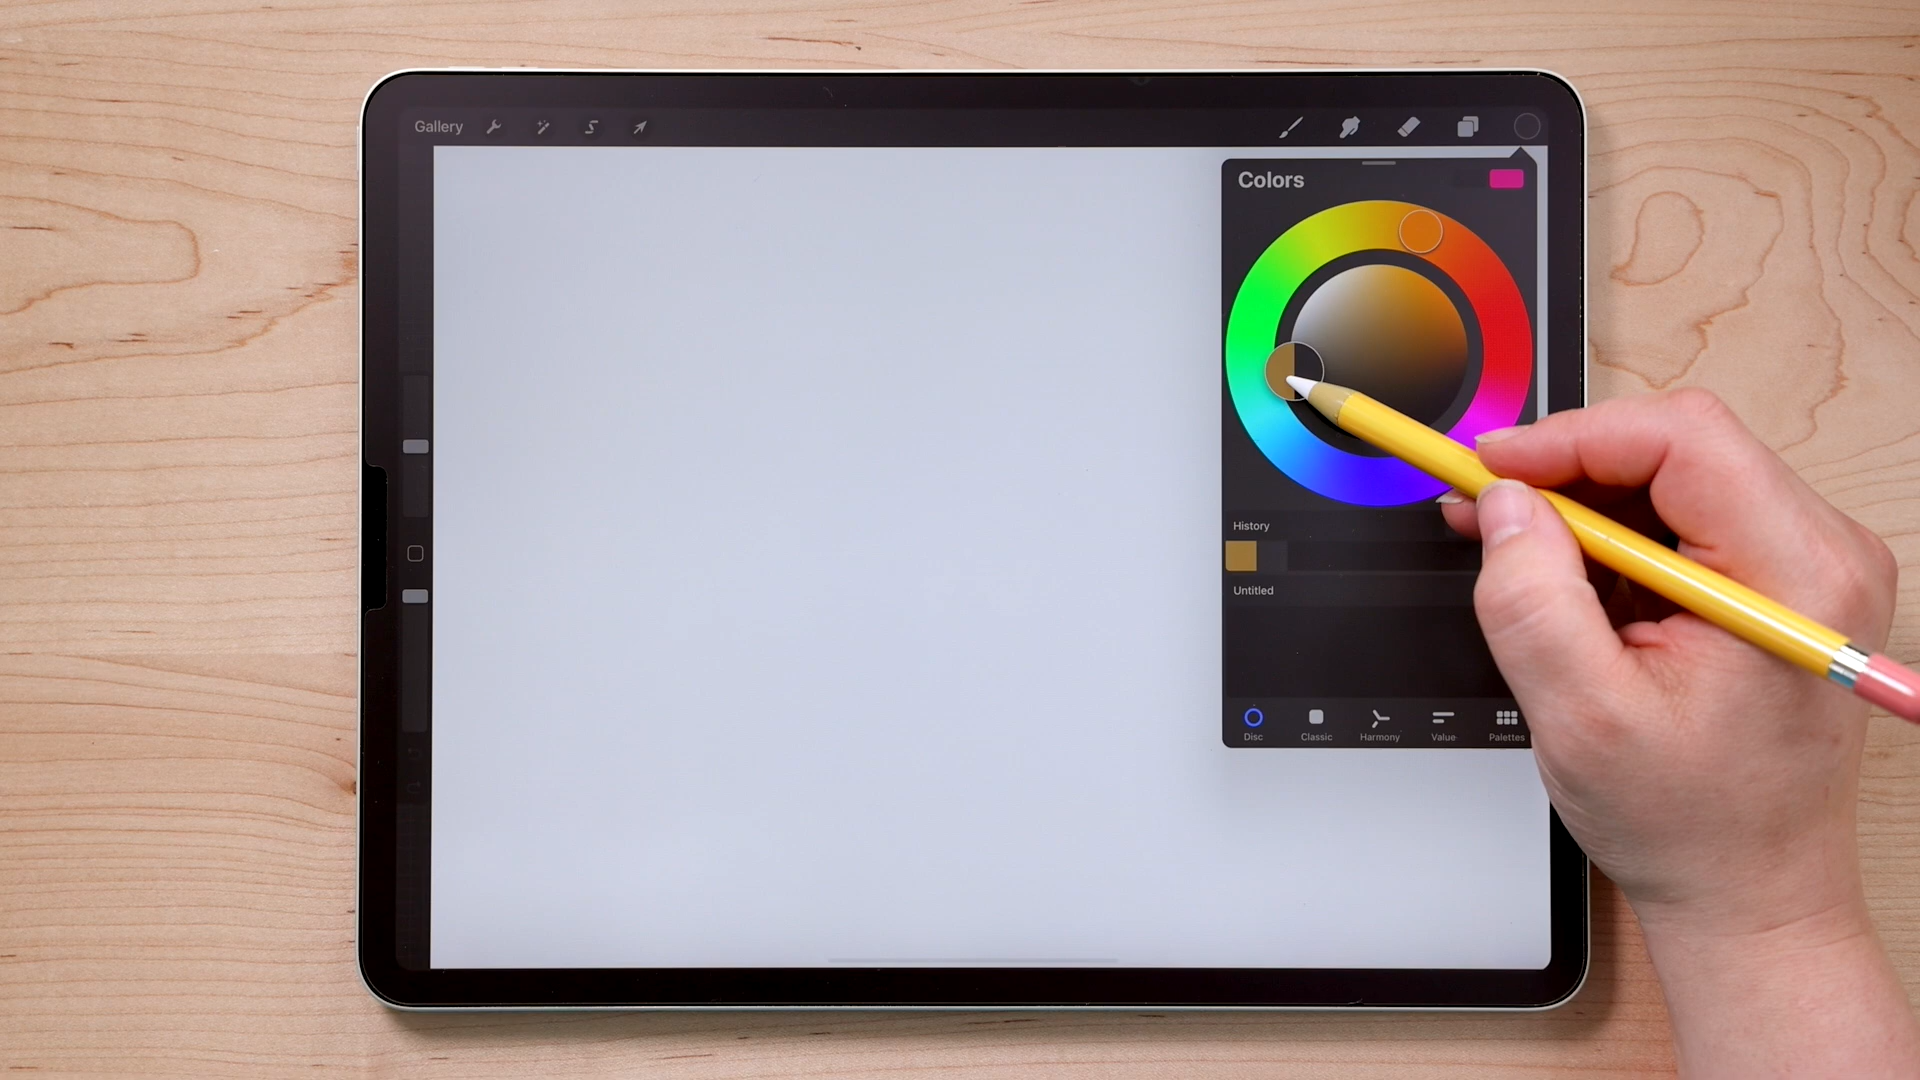 Gallery
Colors
History
Untitled
Disc Classic Harmony Value Palettes